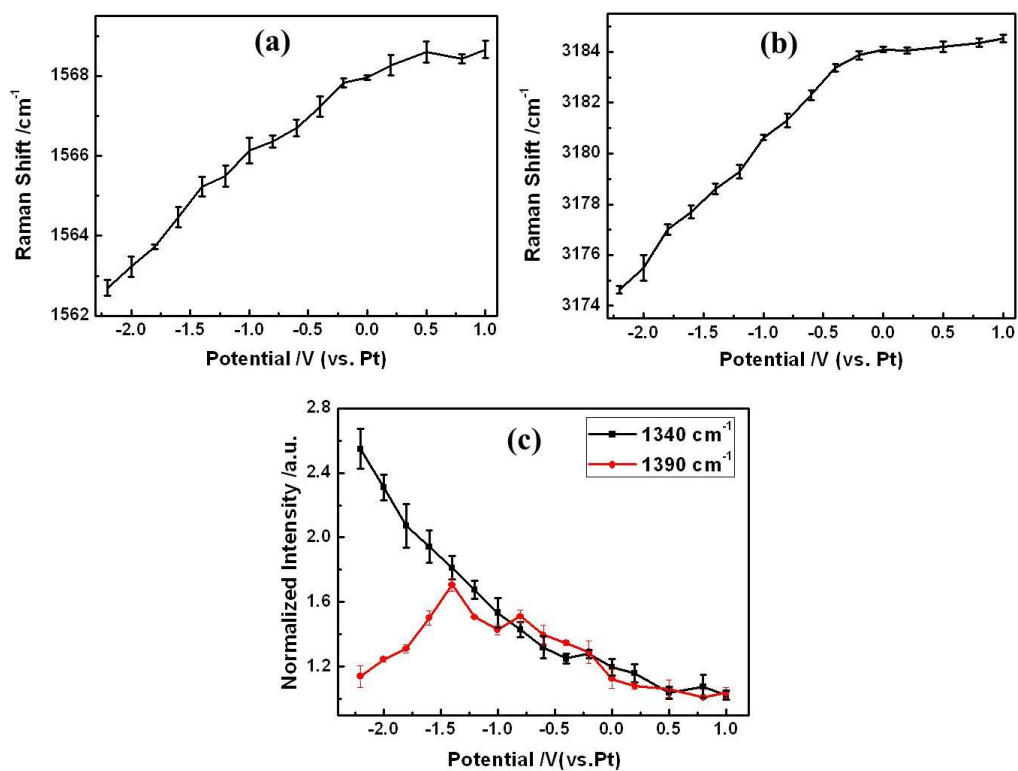 (a)
Raman Shift /cm⁻¹
1568
1566
1564
1562
-2.0 -1.5 -1.0 -0.5 0.0 0.5 1.0
Potential /V (vs. Pt)
(b)
Raman Shift /cm⁻¹
3184
3182
3180
3178
3176
3174
-2.0 -1.5 -1.0 -0.5 0.0 0.5 1.0
Potential /V (vs. Pt)
(c)
1340 cm⁻¹
1390 cm⁻¹
Normalized Intensity /a.u.
2.8
2.4
2.0
1.6
1.2
-2.0 -1.5 -1.0 -0.5 0.0 0.5 1.0
Potential /V(vs.Pt)